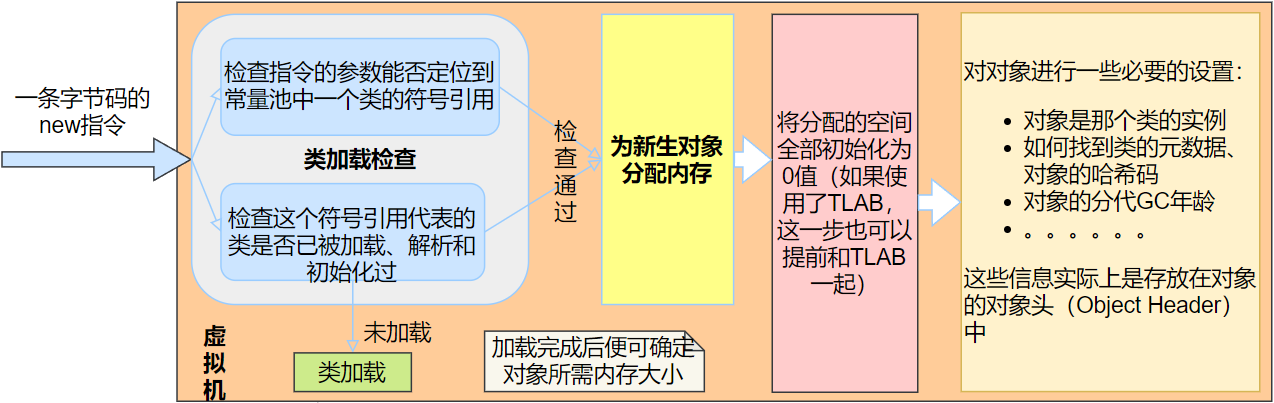 一条字节码的
new指令
检查指令的参数能否定位到
常量池中一个类的符号引用
类加载检查
检查这个符号引用代表的
类是否已被加载、解析和
初始化过
未加载
类加载
虚
拟
机
检
查
通
过
为新生对象
分配内存
加载完成后便可确定
对象所需内存大小
将分配的空间
全部初始化为
0值（如果使
用了TLAB，
这一步也可以
提前和TLAB
一起）
对对象进行一些必要的设置：
• 对象是那个类的实例
• 如何找到类的元数据、
对象的哈希码
• 对象的分代GC年龄
• 。。。。。。
这些信息实际上是存放在对象
的对象头（Object Header）
中